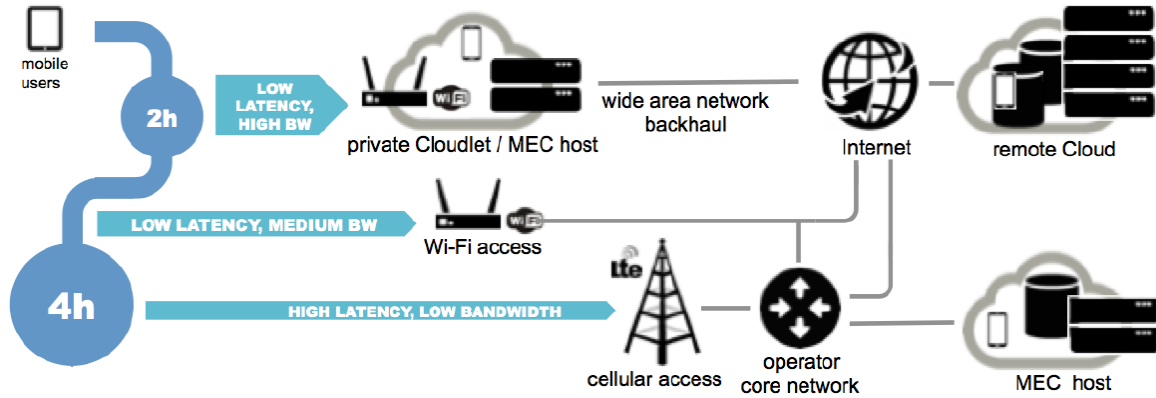 mobile
users
2h
LOW
LATENCY,
HIGH BW
WiFi
private Cloudlet / MEC host
wide area network
backhaul
Internet
remote Cloud
LOW LATENCY, MEDIUM BW
WiFi
Wi-Fi access
4h
HIGH LATENCY, LOW BANDWIDTH
Lte
cellular access
operator
core network
MEC host